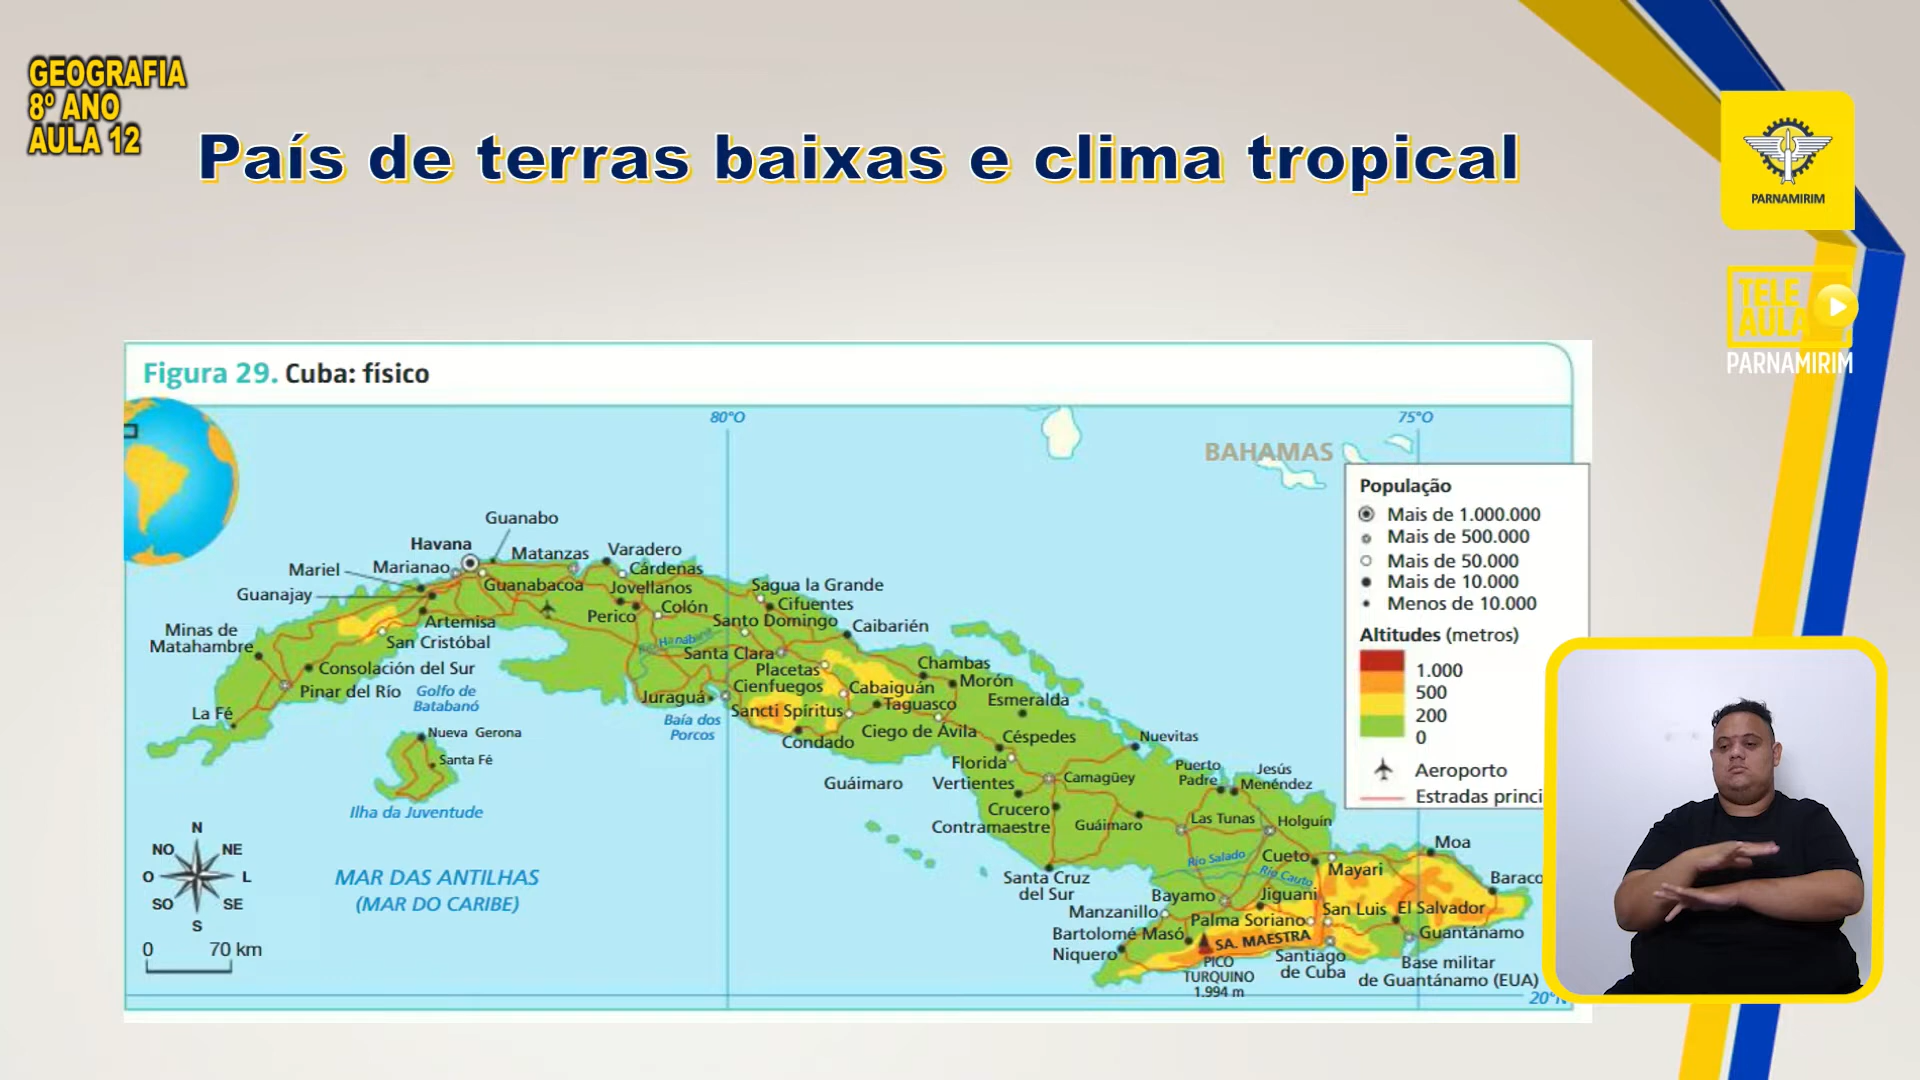 GEOGRAFIA
8º ANO
AULA 12
País de terras baixas e clima tropical
PARNAMIRIM
TELE
AULA
PARNAMIRIM
Figura 29. Cuba: físico
80°O
75°O
BAHAMAS
População
Mais de 1.000.000
Mais de 500.000
Mais de 50.000
Mais de 10.000
Menos de 10.000
Altitudes (metros)
1.000
500
200
0
Aeroporto
Estradas princi
Guanabo
Havana
Matanzas
Varadero
Mariel
Marianao
Cárdenas
Guanajay
Guanabacoa
Jovellanos
Sagua la Grande
Perico
Colón
Cifuentes
Artemisa
Santo Domingo
Caibarién
Minas de
Matahambre
San Cristóbal
Hanábana
Santa Clara
Consolación del Sur
Placetas
Chambas
Pinar del Río
Golfo de
Batabanó
Juraguá
Cienfuegos
Cabaiguán
Morón
La Fé
Baía dos
Porcos
Sancti Spíritus
Taguasco
Esmeralda
Nueva Gerona
Condado
Ciego de Ávila
Céspedes
Nuevitas
Santa Fé
Florida
Puerto
Padre
Jesús
Menéndez
Guáimaro
Vertientes
Camagüey
Ilha da Juventude
Crucero
Contramaestre
Guáimaro
Las Tunas
Holguín
N
NO
NE
O
L
SO
SE
S
0
70 km
MAR DAS ANTILHAS
(MAR DO CARIBE)
Río Salado
Cueto
Moa
Santa Cruz
del Sur
Río Cauto
Mayari
Baraco
Bayamo
Jiguaní
Manzanillo
Palma Soriano
San Luis
El Salvador
Bartolomé Masó
SA. MAESTRA
Guantánamo
Niquero
PICO
TURQUINO
1.994 m
Santiago
de Cuba
Base militar
de Guantánamo (EUA)
20°N